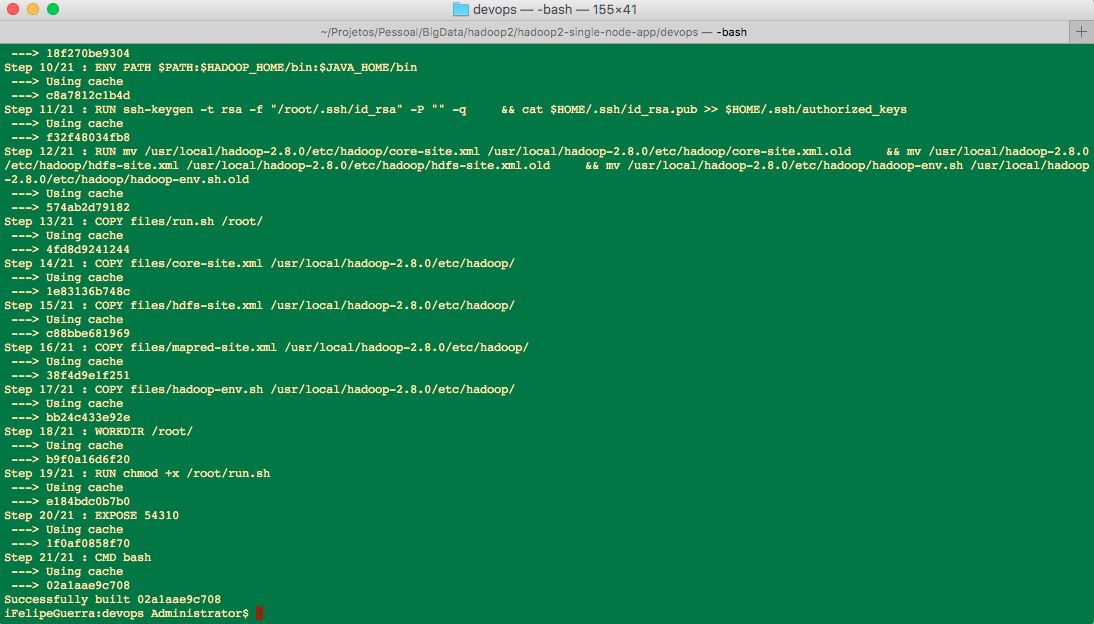 devops — -bash — 155×41
~/Projetos/Pessoal/BigData/hadoop2/hadoop2-single-node-app/devops — -bash
---> 18f270be9304
Step 10/21 : ENV PATH $PATH:$HADOOP_HOME/bin:$JAVA_HOME/bin
---> Using cache
---> c8a7812c1b4d
Step 11/21 : RUN ssh-keygen -t rsa -f "/root/.ssh/id_rsa" -P "" -q     && cat $HOME/.ssh/id_rsa.pub >> $HOME/.ssh/authorized_keys
---> Using cache
---> f32f48034fb8
Step 12/21 : RUN mv /usr/local/hadoop-2.8.0/etc/hadoop/core-site.xml /usr/local/hadoop-2.8.0/etc/hadoop/core-site.xml.old     && mv /usr/local/hadoop-2.8.0
/etc/hadoop/hdfs-site.xml /usr/local/hadoop-2.8.0/etc/hadoop/hdfs-site.xml.old     && mv /usr/local/hadoop-2.8.0/etc/hadoop/hadoop-env.sh /usr/local/hadoop
-2.8.0/etc/hadoop/hadoop-env.sh.old
---> Using cache
---> 574ab2d79182
Step 13/21 : COPY files/run.sh /root/
---> Using cache
---> 4fd8d9241244
Step 14/21 : COPY files/core-site.xml /usr/local/hadoop-2.8.0/etc/hadoop/
---> Using cache
---> 1e83136b748c
Step 15/21 : COPY files/hdfs-site.xml /usr/local/hadoop-2.8.0/etc/hadoop/
---> Using cache
---> c88bbe681969
Step 16/21 : COPY files/mapred-site.xml /usr/local/hadoop-2.8.0/etc/hadoop/
---> Using cache
---> 38f4d9e1f251
Step 17/21 : COPY files/hadoop-env.sh /usr/local/hadoop-2.8.0/etc/hadoop/
---> Using cache
---> bb24c433e92e
Step 18/21 : WORKDIR /root/
---> Using cache
---> b9f0a16d6f20
Step 19/21 : RUN chmod +x /root/run.sh
---> Using cache
---> e184bdc0b7b0
Step 20/21 : EXPOSE 54310
---> Using cache
---> 1f0af0858f70
Step 21/21 : CMD bash
---> Using cache
---> 02a1aae9c708
Successfully built 02a1aae9c708
iFelipeGuerra:devops Administrator$